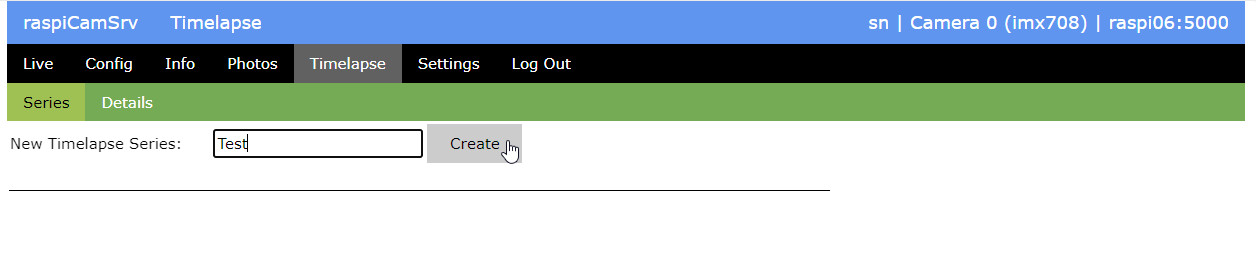 raspiCamSrv Timelapse sn | Camera 0 (imx708) | raspi06:5000
Live Config Info Photos Timelapse Settings Log Out
Series Details
New Timelapse Series: Test Create